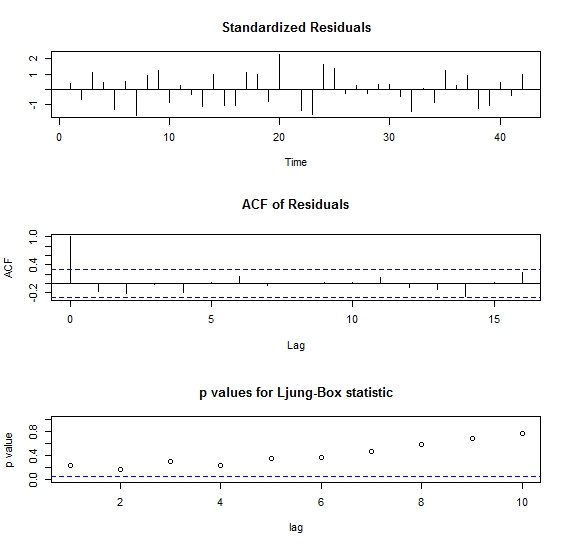 Standardized Residuals
2
1
-1
0 10 20 30 40
Time
ACF of Residuals
1.0
0.4
-0.2
ACF
0 5 10 15
Lag
p values for Ljung-Box statistic
0.8
0.4
0.0
p value
2 4 6 8 10
lag